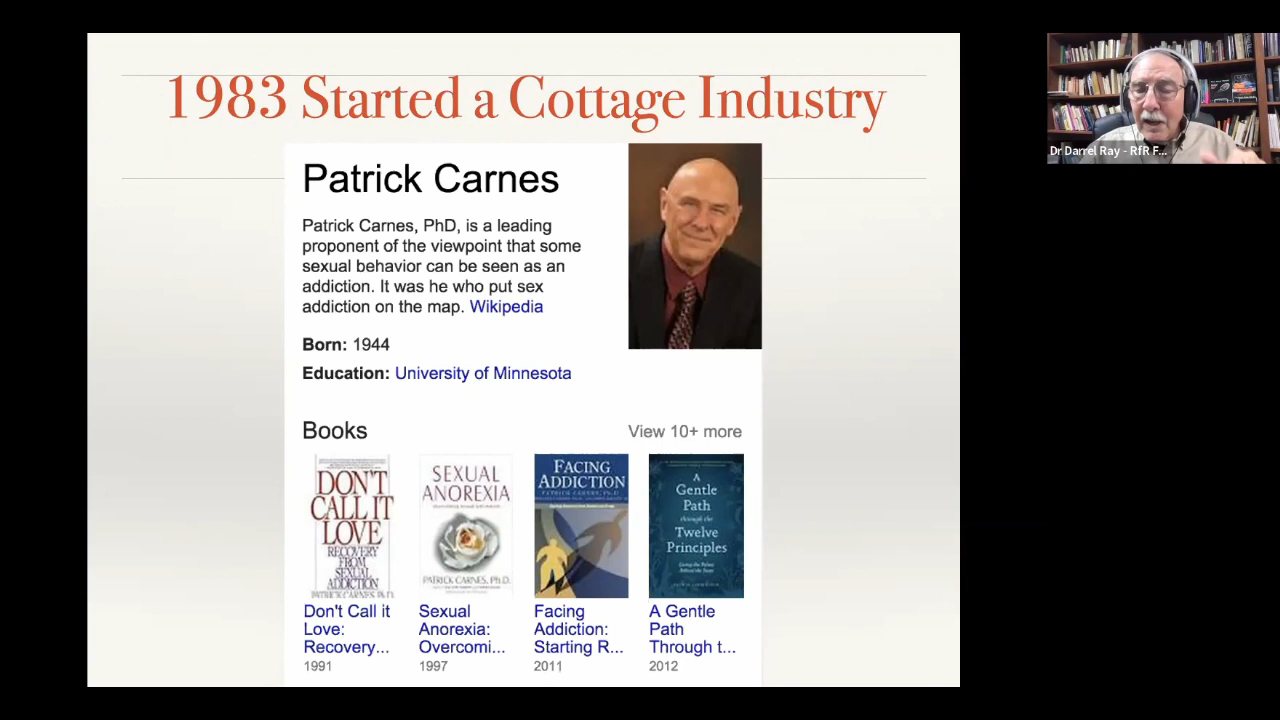 1983 Started a Cottage Industry
Dr Darrel Ray - RfR F...
Patrick Carnes
Patrick Carnes, PhD, is a leading
proponent of the viewpoint that some
sexual behavior can be seen as an
addiction. It was he who put sex
addiction on the map. Wikipedia
Born: 1944
Education: University of Minnesota
Books
View 10+ more
DON'T
CALL IT
LOVE
RECOVERY
FROM
SEXUAL
ADDICTION
PATRICK CARNES, Ph.D.
SEXUAL
ANOREXIA
PATRICK CARNES, Ph.D.
FACING
ADDICTION
PATRICK CARNES, Ph.D.
A
Gentle
Path
through the
Twelve
Principles
Don't Call it
Love:
Recovery...
1991
Sexual
Anorexia:
Overcomi...
1997
Facing
Addiction:
Starting R...
2011
A Gentle
Path
Through t...
2012